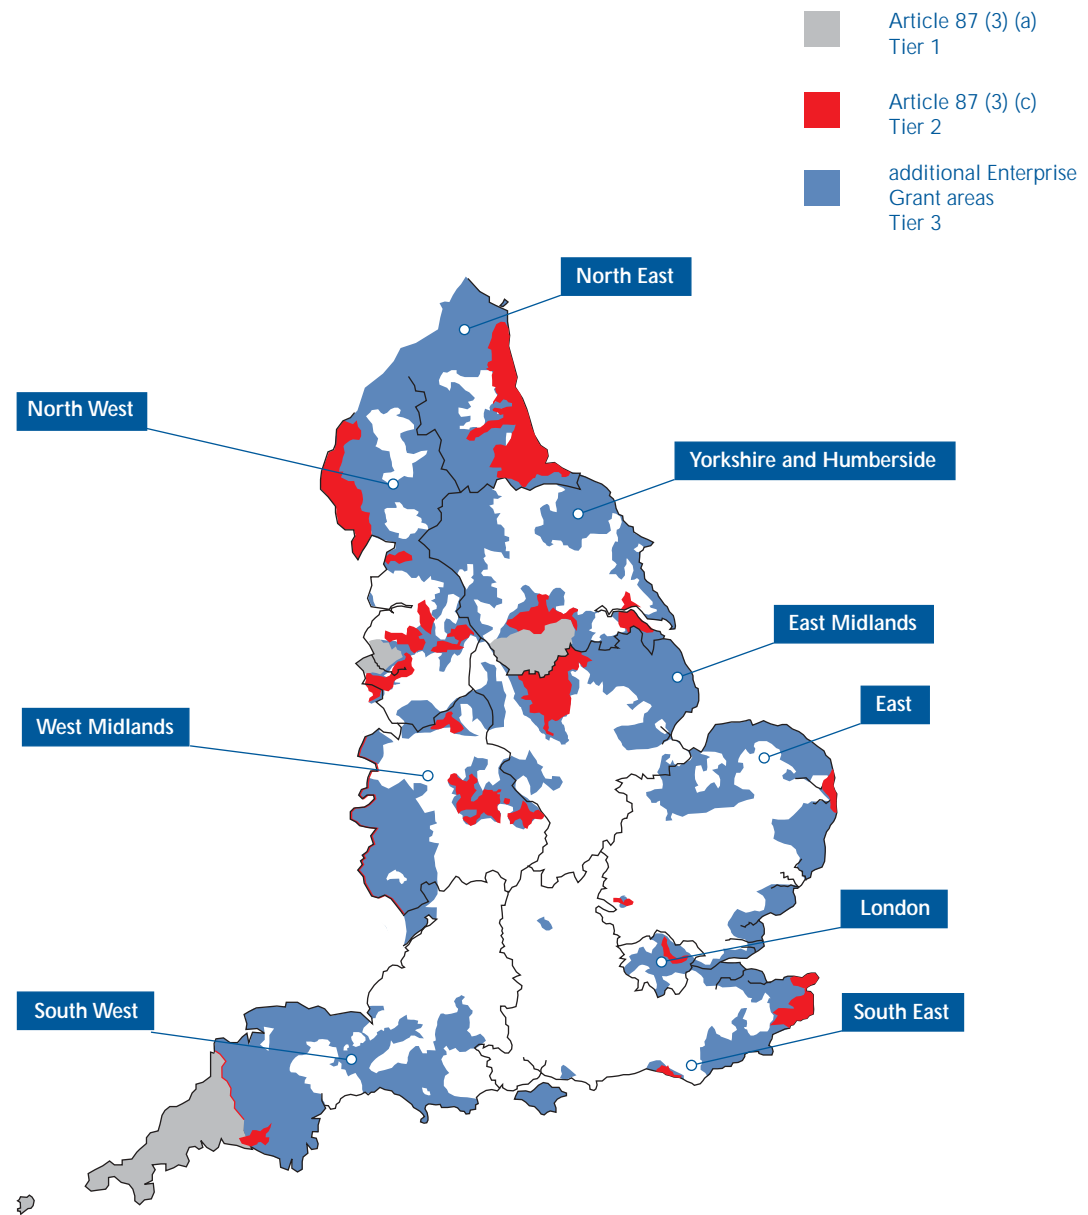 Article 87 (3) (a)
Tier 1
Article 87 (3) (c)
Tier 2
additional Enterprise
Grant areas
Tier 3
North East
North West
Yorkshire and Humberside
East Midlands
East
West Midlands
London
South West
South East